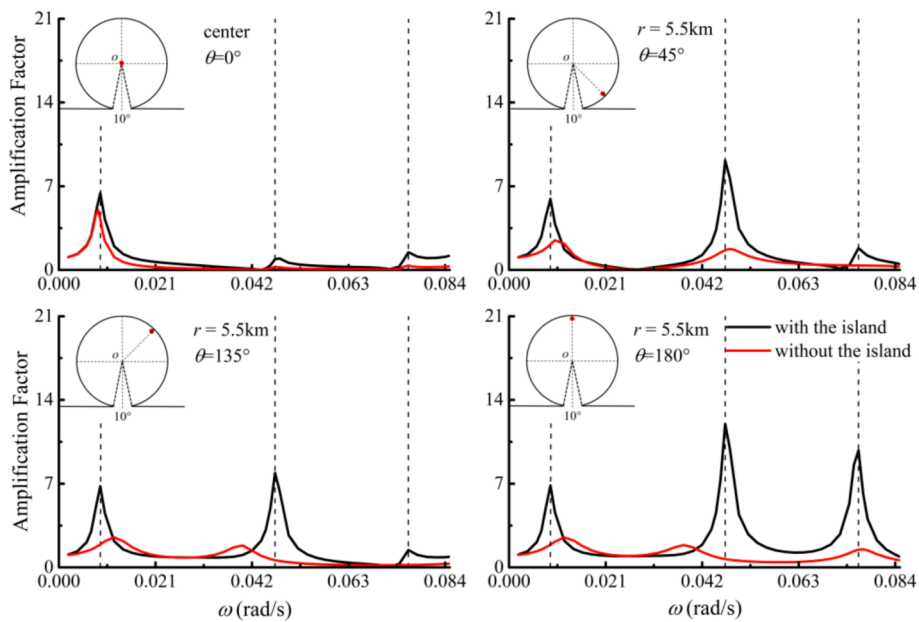 21
14
7
0
Amplification Factor
center
θ=0°
o
10°
0.000 0.021 0.042 0.063 0.084
21
14
7
0
r = 5.5km
θ=45°
o
10°
0.000 0.021 0.042 0.063 0.084
21
14
7
0
Amplification Factor
r = 5.5km
θ=135°
o
10°
0.000 0.021 0.042 0.063 0.084
ω (rad/s)
21
14
7
0
r = 5.5km
θ=180°
o
10°
with the island
without the island
0.000 0.021 0.042 0.063 0.084
ω (rad/s)